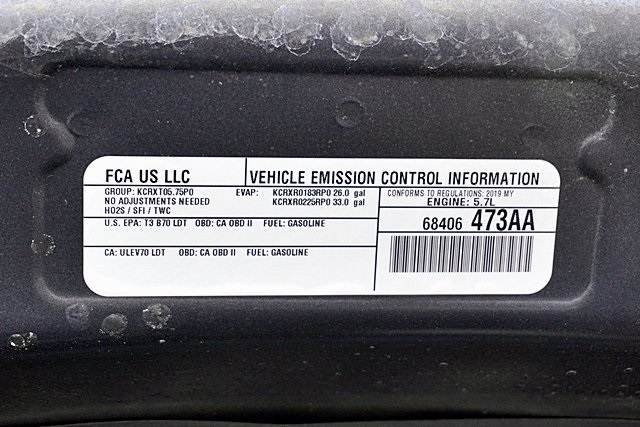 FCA US LLC VEHICLE EMISSION CONTROL INFORMATION
GROUP: KCRXT05.75P0 EVAP: KCRXR0183RP0 26.0 gal CONFORMS TO REGULATIONS: 2019 MY
NO ADJUSTMENTS NEEDED KCRXR0225RP0 33.0 gal ENGINE: 5.7L
HO2S / SFI / TWC
U.S. EPA: T3 B70 LDT OBD: CA OBD II FUEL: GASOLINE 68406 473AA
CA: ULEV70 LDT OBD: CA OBD II FUEL: GASOLINE